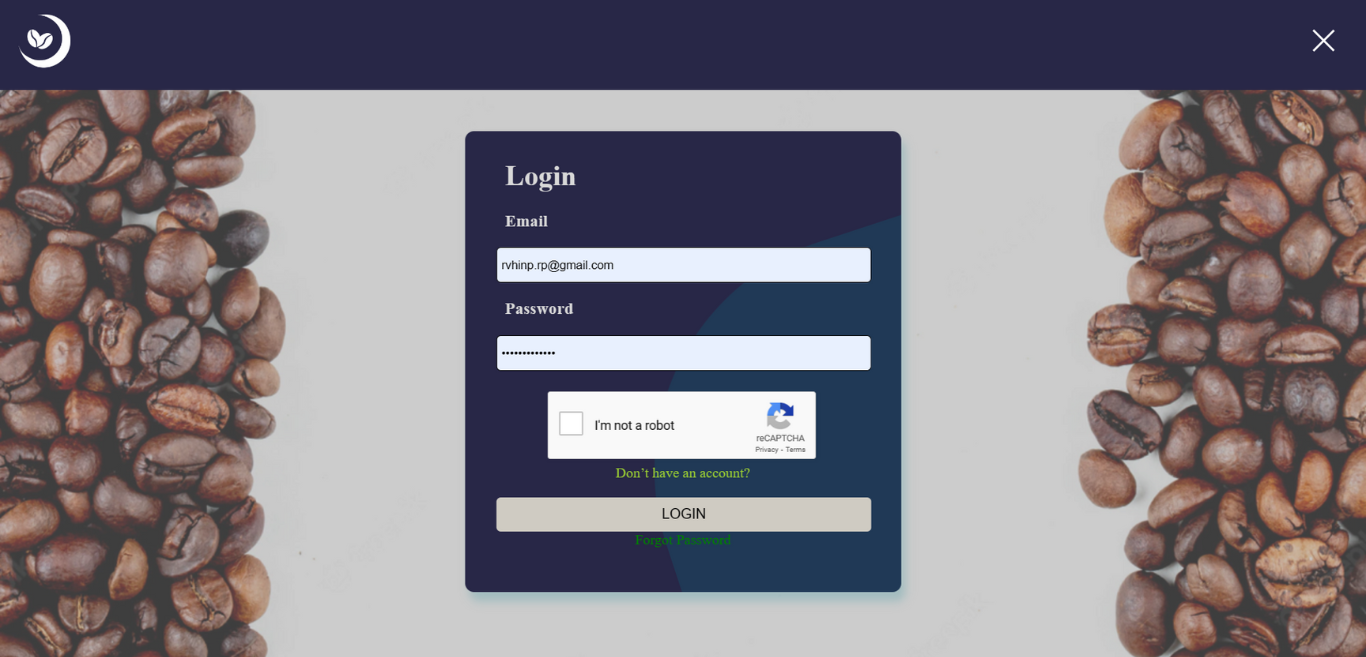 Login
Email
rvhinp.rp@gmail.com
Password
•••••••••••••
I'm not a robot
reCAPTCHA
Privacy - Terms
Don't have an account?
LOGIN
Forgot Password